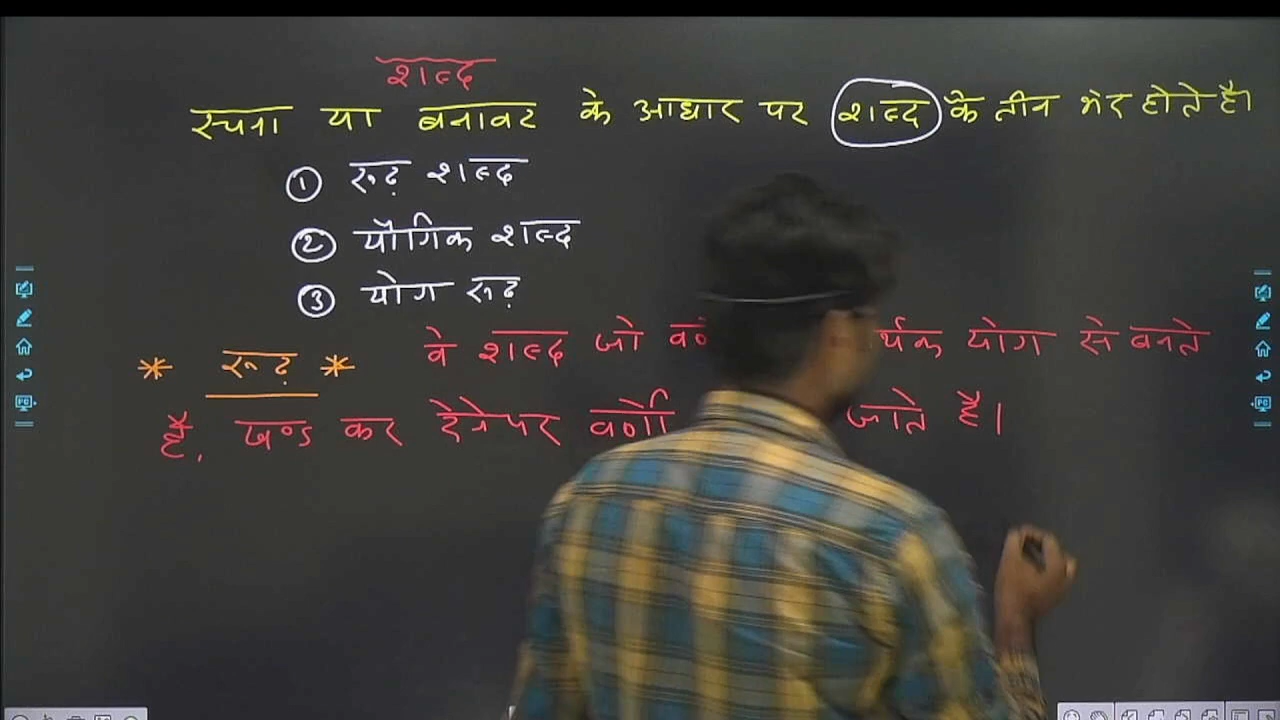 शब्द
रचना या बनावट के आधार पर शब्द के तीन भेद होते है।
① रूढ़ शब्द
② यौगिक शब्द
③ योग रूढ़
* रूढ़ * वे शब्द जो र्थक योग से बनते
है, खण्ड कर देने पर वर्णो जाते है।